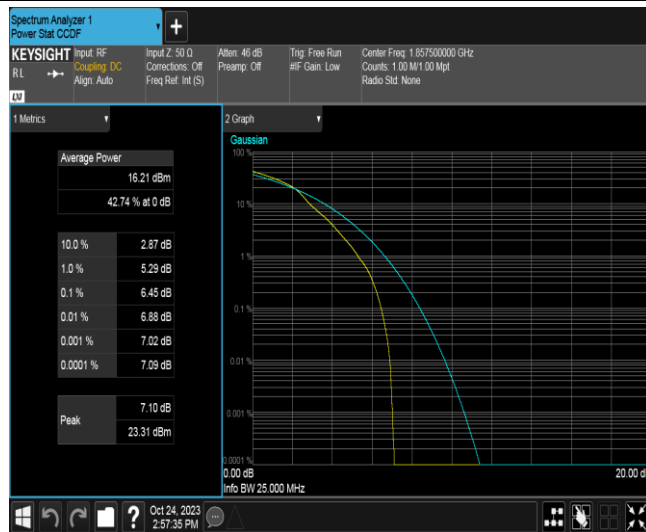 Spectrum Analyzer 1
Power Stat CCDF
KEYSIGHT
RL
LXI
Input: RF
Coupling: DC
Align: Auto
Input Z: 50 Ω
Corrections: Off
Freq Ref: Int (S)
Atten: 46 dB
Preamp: Off
Trig: Free Run
#IF Gain: Low
Center Freq: 1.857500000 GHz
Counts: 1.00 M/1.00 Mpt
Radio Std: None
1 Metrics
Average Power
16.21 dBm
42.74 % at 0 dB
10.0 % 2.87 dB
1.0 % 5.29 dB
0.1 % 6.45 dB
0.01 % 6.88 dB
0.001 % 7.02 dB
0.0001 % 7.09 dB
Peak
7.10 dB
23.31 dBm
2 Graph
Gaussian
100 %
10 %
1 %
0.1 %
0.01 %
0.001 %
0.0001 %
0.00 dB
20.00 d
Info BW 25.000 MHz
?
Oct 24, 2023
2:57:35 PM